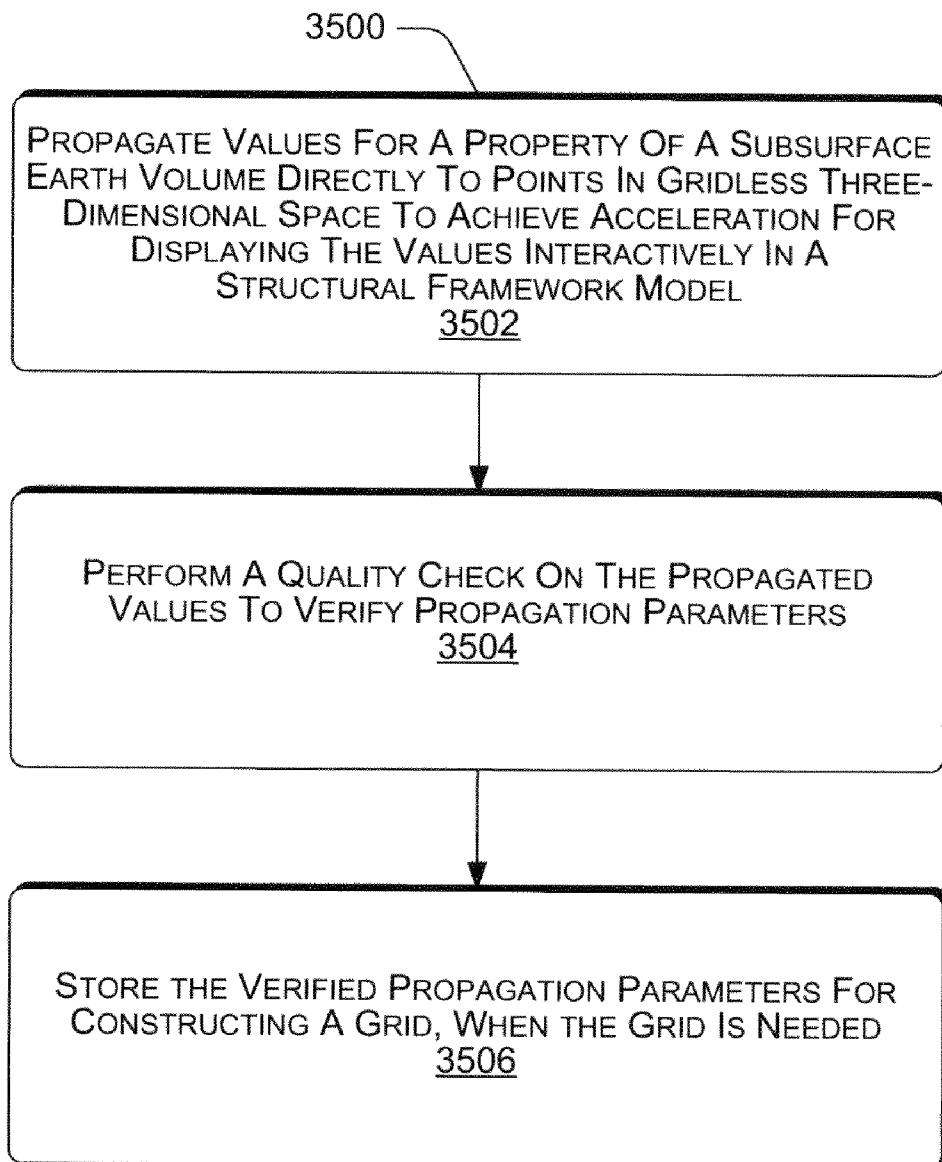 3500
PROPAGATE VALUES FOR A PROPERTY OF A SUBSURFACE
EARTH VOLUME DIRECTLY TO POINTS IN GRIDLESS THREE-
DIMENSIONAL SPACE TO ACHIEVE ACCELERATION FOR
DISPLAYING THE VALUES INTERACTIVELY IN A
STRUCTURAL FRAMEWORK MODEL
3502
PERFORM A QUALITY CHECK ON THE PROPAGATED
VALUES TO VERIFY PROPAGATION PARAMETERS
3504
STORE THE VERIFIED PROPAGATION PARAMETERS FOR
CONSTRUCTING A GRID, WHEN THE GRID IS NEEDED
3506